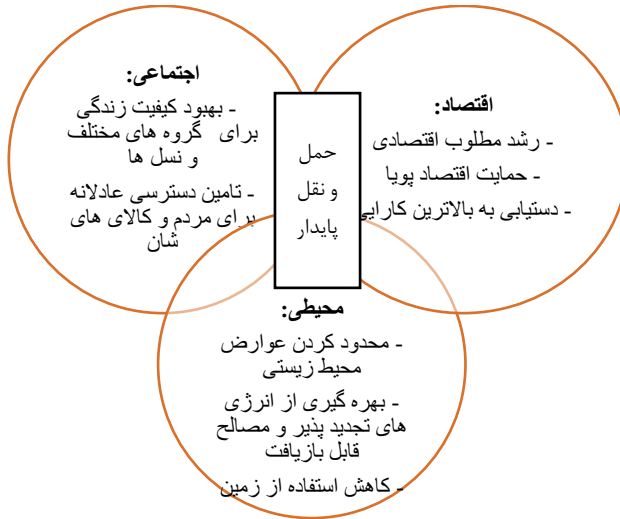 اجتماعی:
- بهبود کیفیت زندگی
برای گروه های مختلف
و نسل ها
- تامین دسترسی عادلانه
برای مردم و کالای های
شان
حمل
و نقل
پایدار
اقتصاد:
- رشد مطلوب اقتصادی
- حمایت اقتصاد پویا
- دستیابی به بالاترین کارایی
محیطی:
- محدود کردن عوارض
محیط زیستی
- بهره گیری از انرژی
های تجدید پذیر و مصالح
قابل بازیافت
- کاهش استفاده از زمین